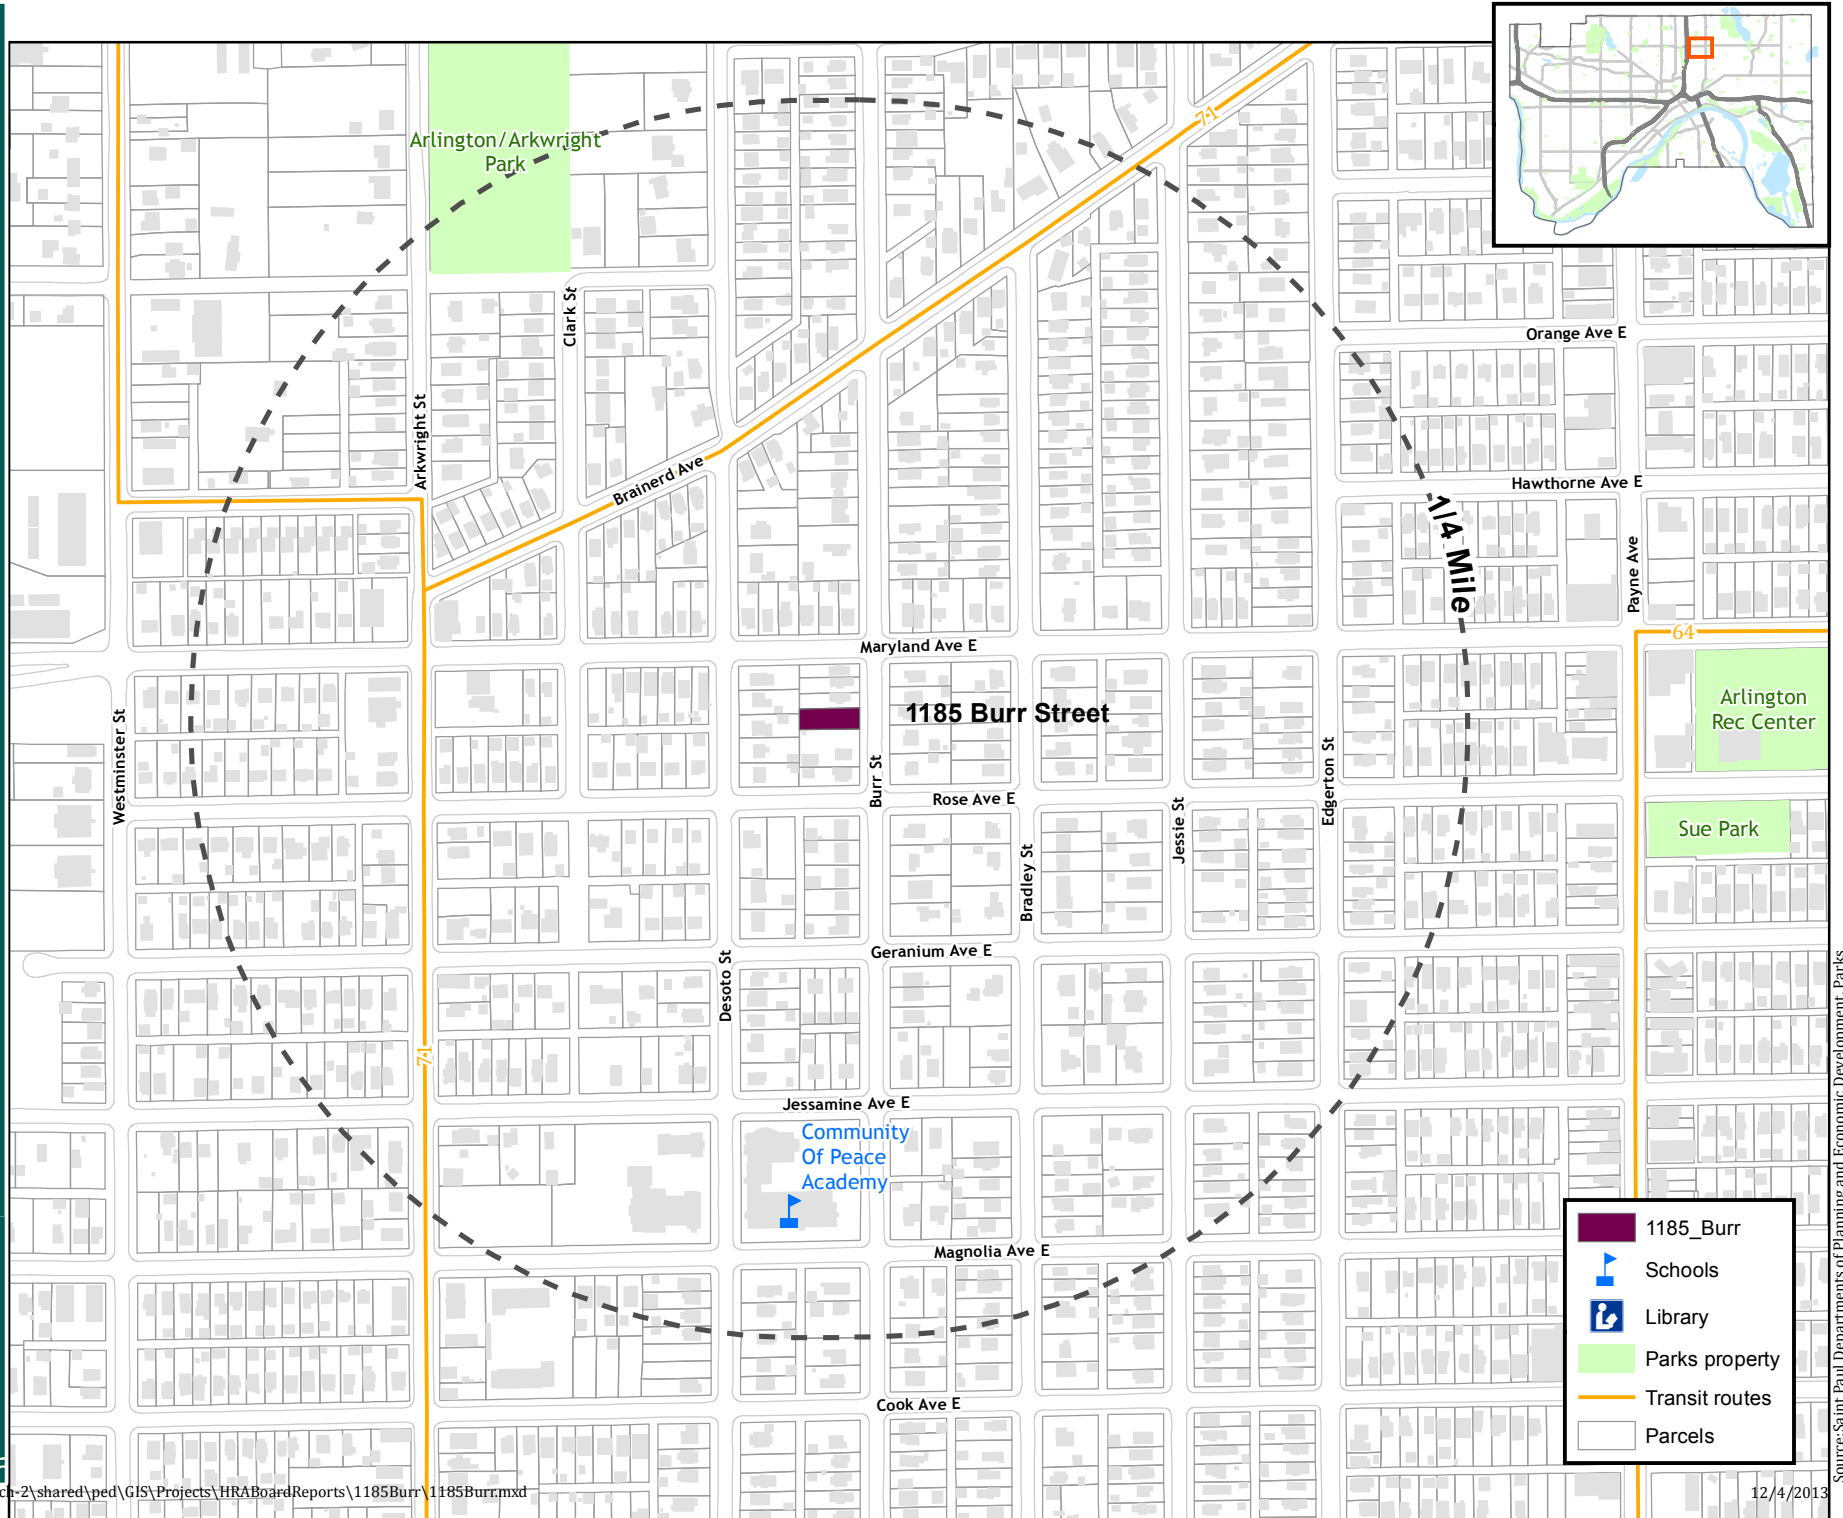 71
Arlington/Arkwright
Park
Clark St
Orange Ave E
Arkwright St
Brainerd Ave
Hawthorne Ave E
1/4 Mile
Payne Ave
64
Maryland Ave E
1185 Burr Street
Arlington
Rec Center
Westminster St
Burr St
Edgerton St
Rose Ave E
Jessie St
Sue Park
Bradley St
Geranium Ave E
Desoto St
71
Jessamine Ave E
Community
Of Peace
Academy
Magnolia Ave E
Cook Ave E
1185_Burr
Schools
Library
Parks property
Transit routes
Parcels
Source:Saint Paul Departments of Planning and Economic Development, Parks
ch-2\shared\ped\GIS\Projects\HRABoardReports\1185Burr\1185Burr.mxd
12/4/2013